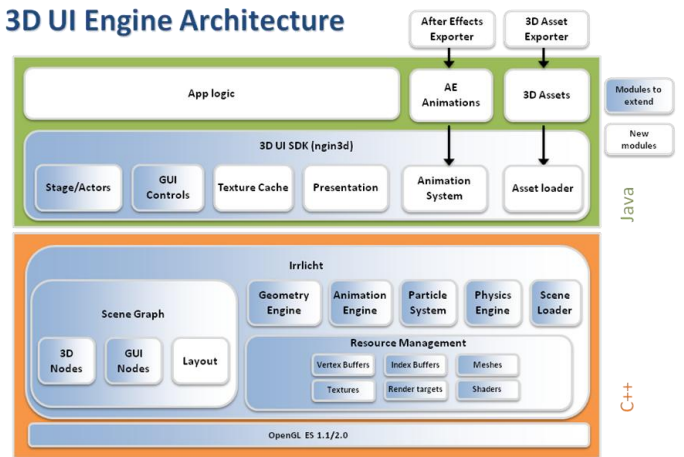 3D UI Engine Architecture
After Effects
Exporter
3D Asset
Exporter
App logic
AE
Animations
3D Assets
Modules to
extend
New
modules
3D UI SDK (ngin3d)
Stage/Actors
GUI
Controls
Texture Cache
Presentation
Animation
System
Asset loader
Java
Irrlicht
Scene Graph
3D
Nodes
GUI
Nodes
Layout
Geometry
Engine
Animation
Engine
Particle
System
Physics
Engine
Scene
Loader
Resource Management
Vertex Buffers
Index Buffers
Meshes
Textures
Render targets
Shaders
C++
OpenGL ES 1.1/2.0